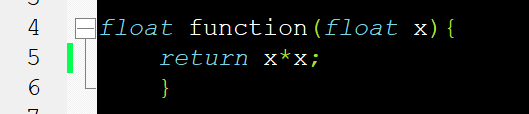 4 float function(float x){
5 return x*x;
6 }